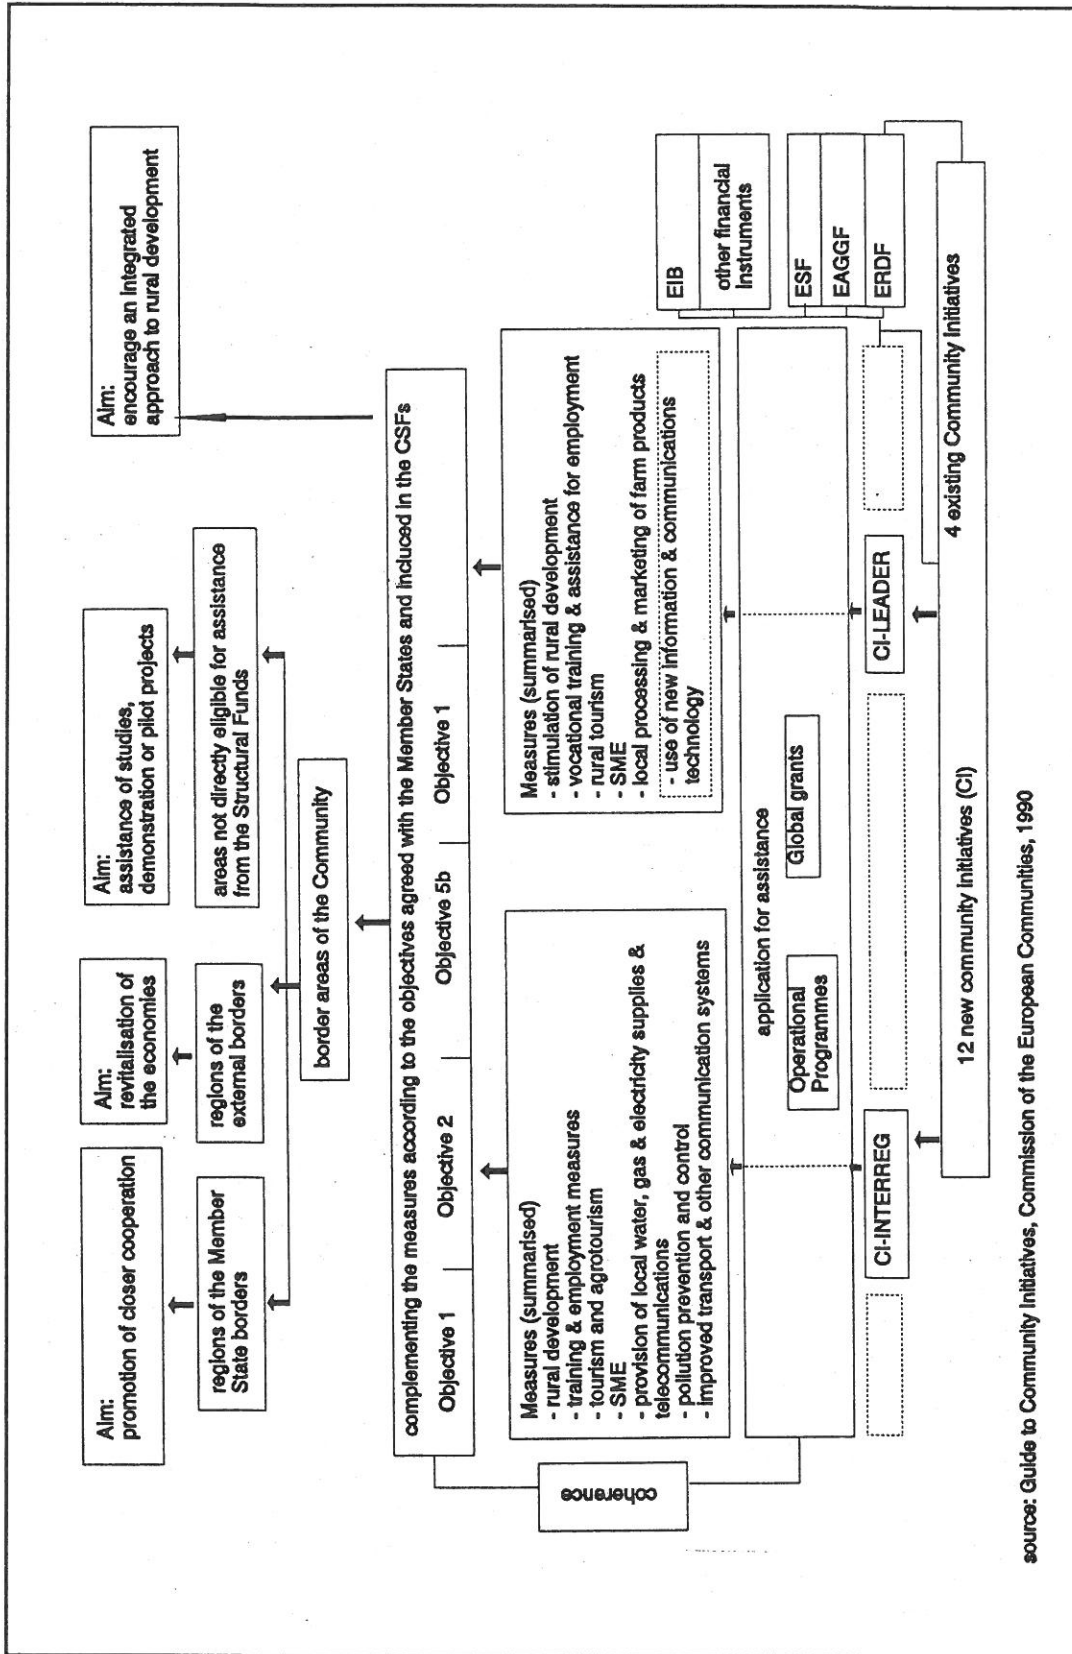 Aim:
promotion of closer cooperation
Aim:
revitalisation of
the economies
Aim:
assistance of studies,
demonstration or pilot projects
Aim:
encourage an integrated
approach to rural development
regions of the Member
State borders
regions of the
external borders
areas not directly eligible for assistance
from the Structural Funds
border areas of the Community
complementing the measures according to the objectives agreed with the Member States and included in the CSFs
Objective 1
Objective 2
Objective 5b
Objective 1
coherence
Measures (summarised)
- rural development
- training & employment measures
- tourism and agrotourism
- SME
- provision of local water, gas & electricity supplies &
telecommunications
- pollution prevention and control
- improved transport & other communication systems
Measures (summarised)
- stimulation of rural development
- vocational training & assistance for employment
- rural tourism
- SME
- local processing & marketing of farm products
- use of new information & communications
technology
EIB
other financial
Instruments
ESF
EAGGF
ERDF
application for assistance
Operational
Programmes
Global grants
CI-INTERREG
CI-LEADER
12 new community initiatives (CI)
4 existing Community Initiatives
source: Guide to Community Initiatives, Commission of the European Communities, 1990